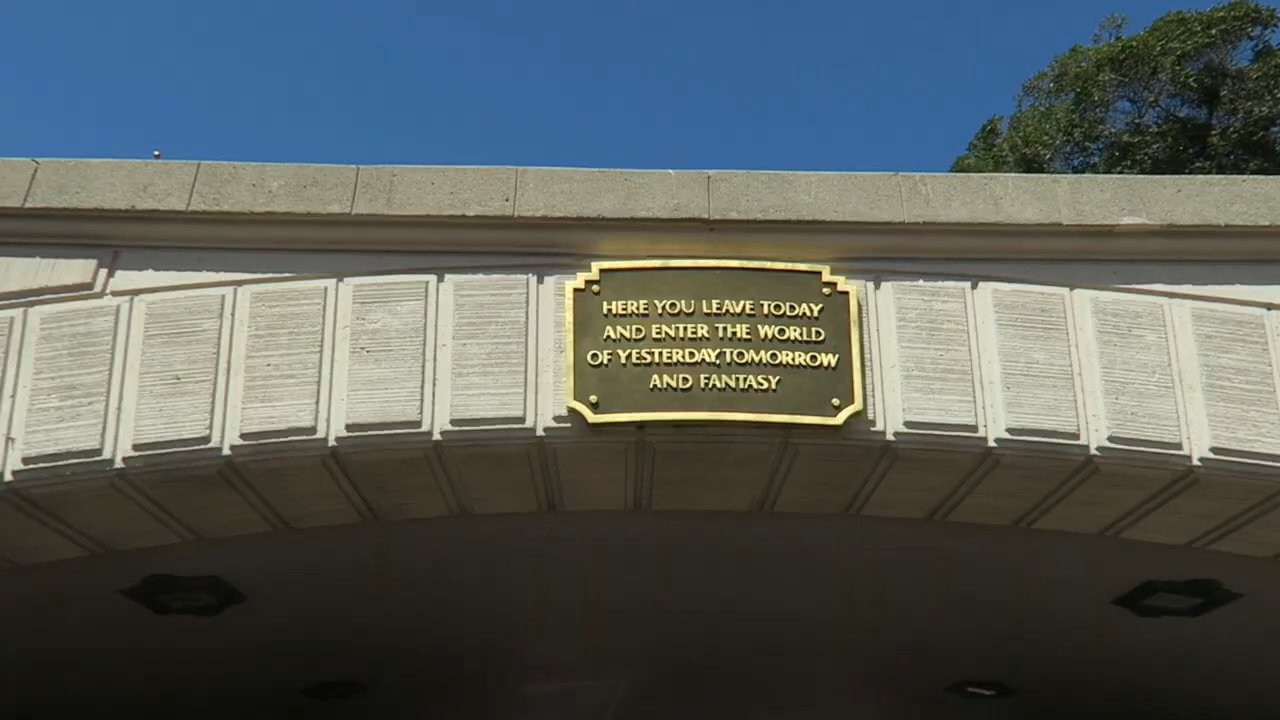 HERE YOU LEAVE TODAY
AND ENTER THE WORLD
OF YESTERDAY, TOMORROW
AND FANTASY